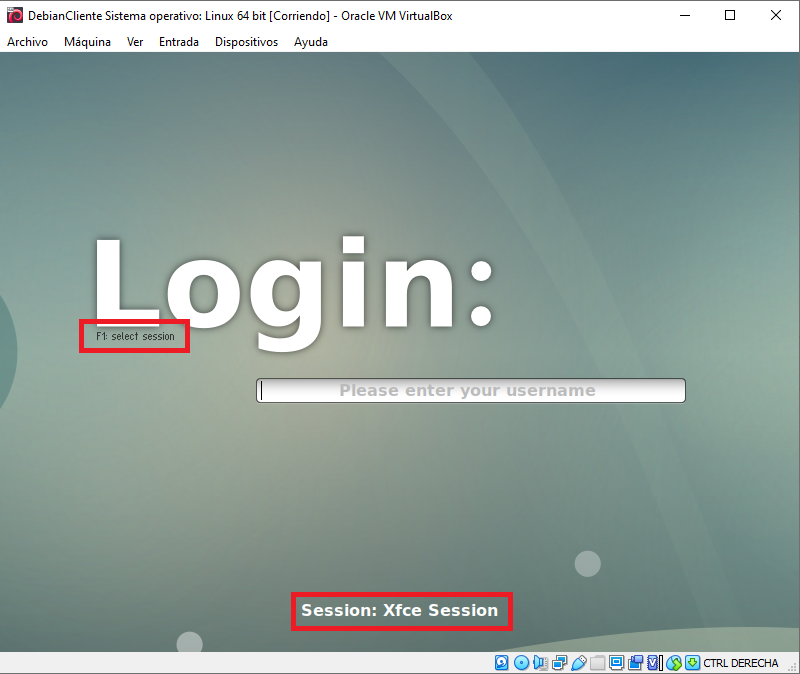 DebianCliente Sistema operativo: Linux 64 bit [Corriendo] - Oracle VM VirtualBox
Archivo Máquina Ver Entrada Dispositivos Ayuda
Login:
F1: select session
Please enter your username
Session: Xfce Session
CTRL DERECHA